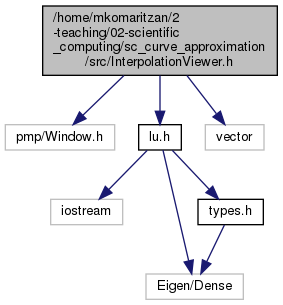 /home/mkomaritzan/2
-teaching/02-scientific
_computing/sc_curve_approximation
/src/InterpolationViewer.h
pmp/Window.h
lu.h
vector
iostream
types.h
Eigen/Dense